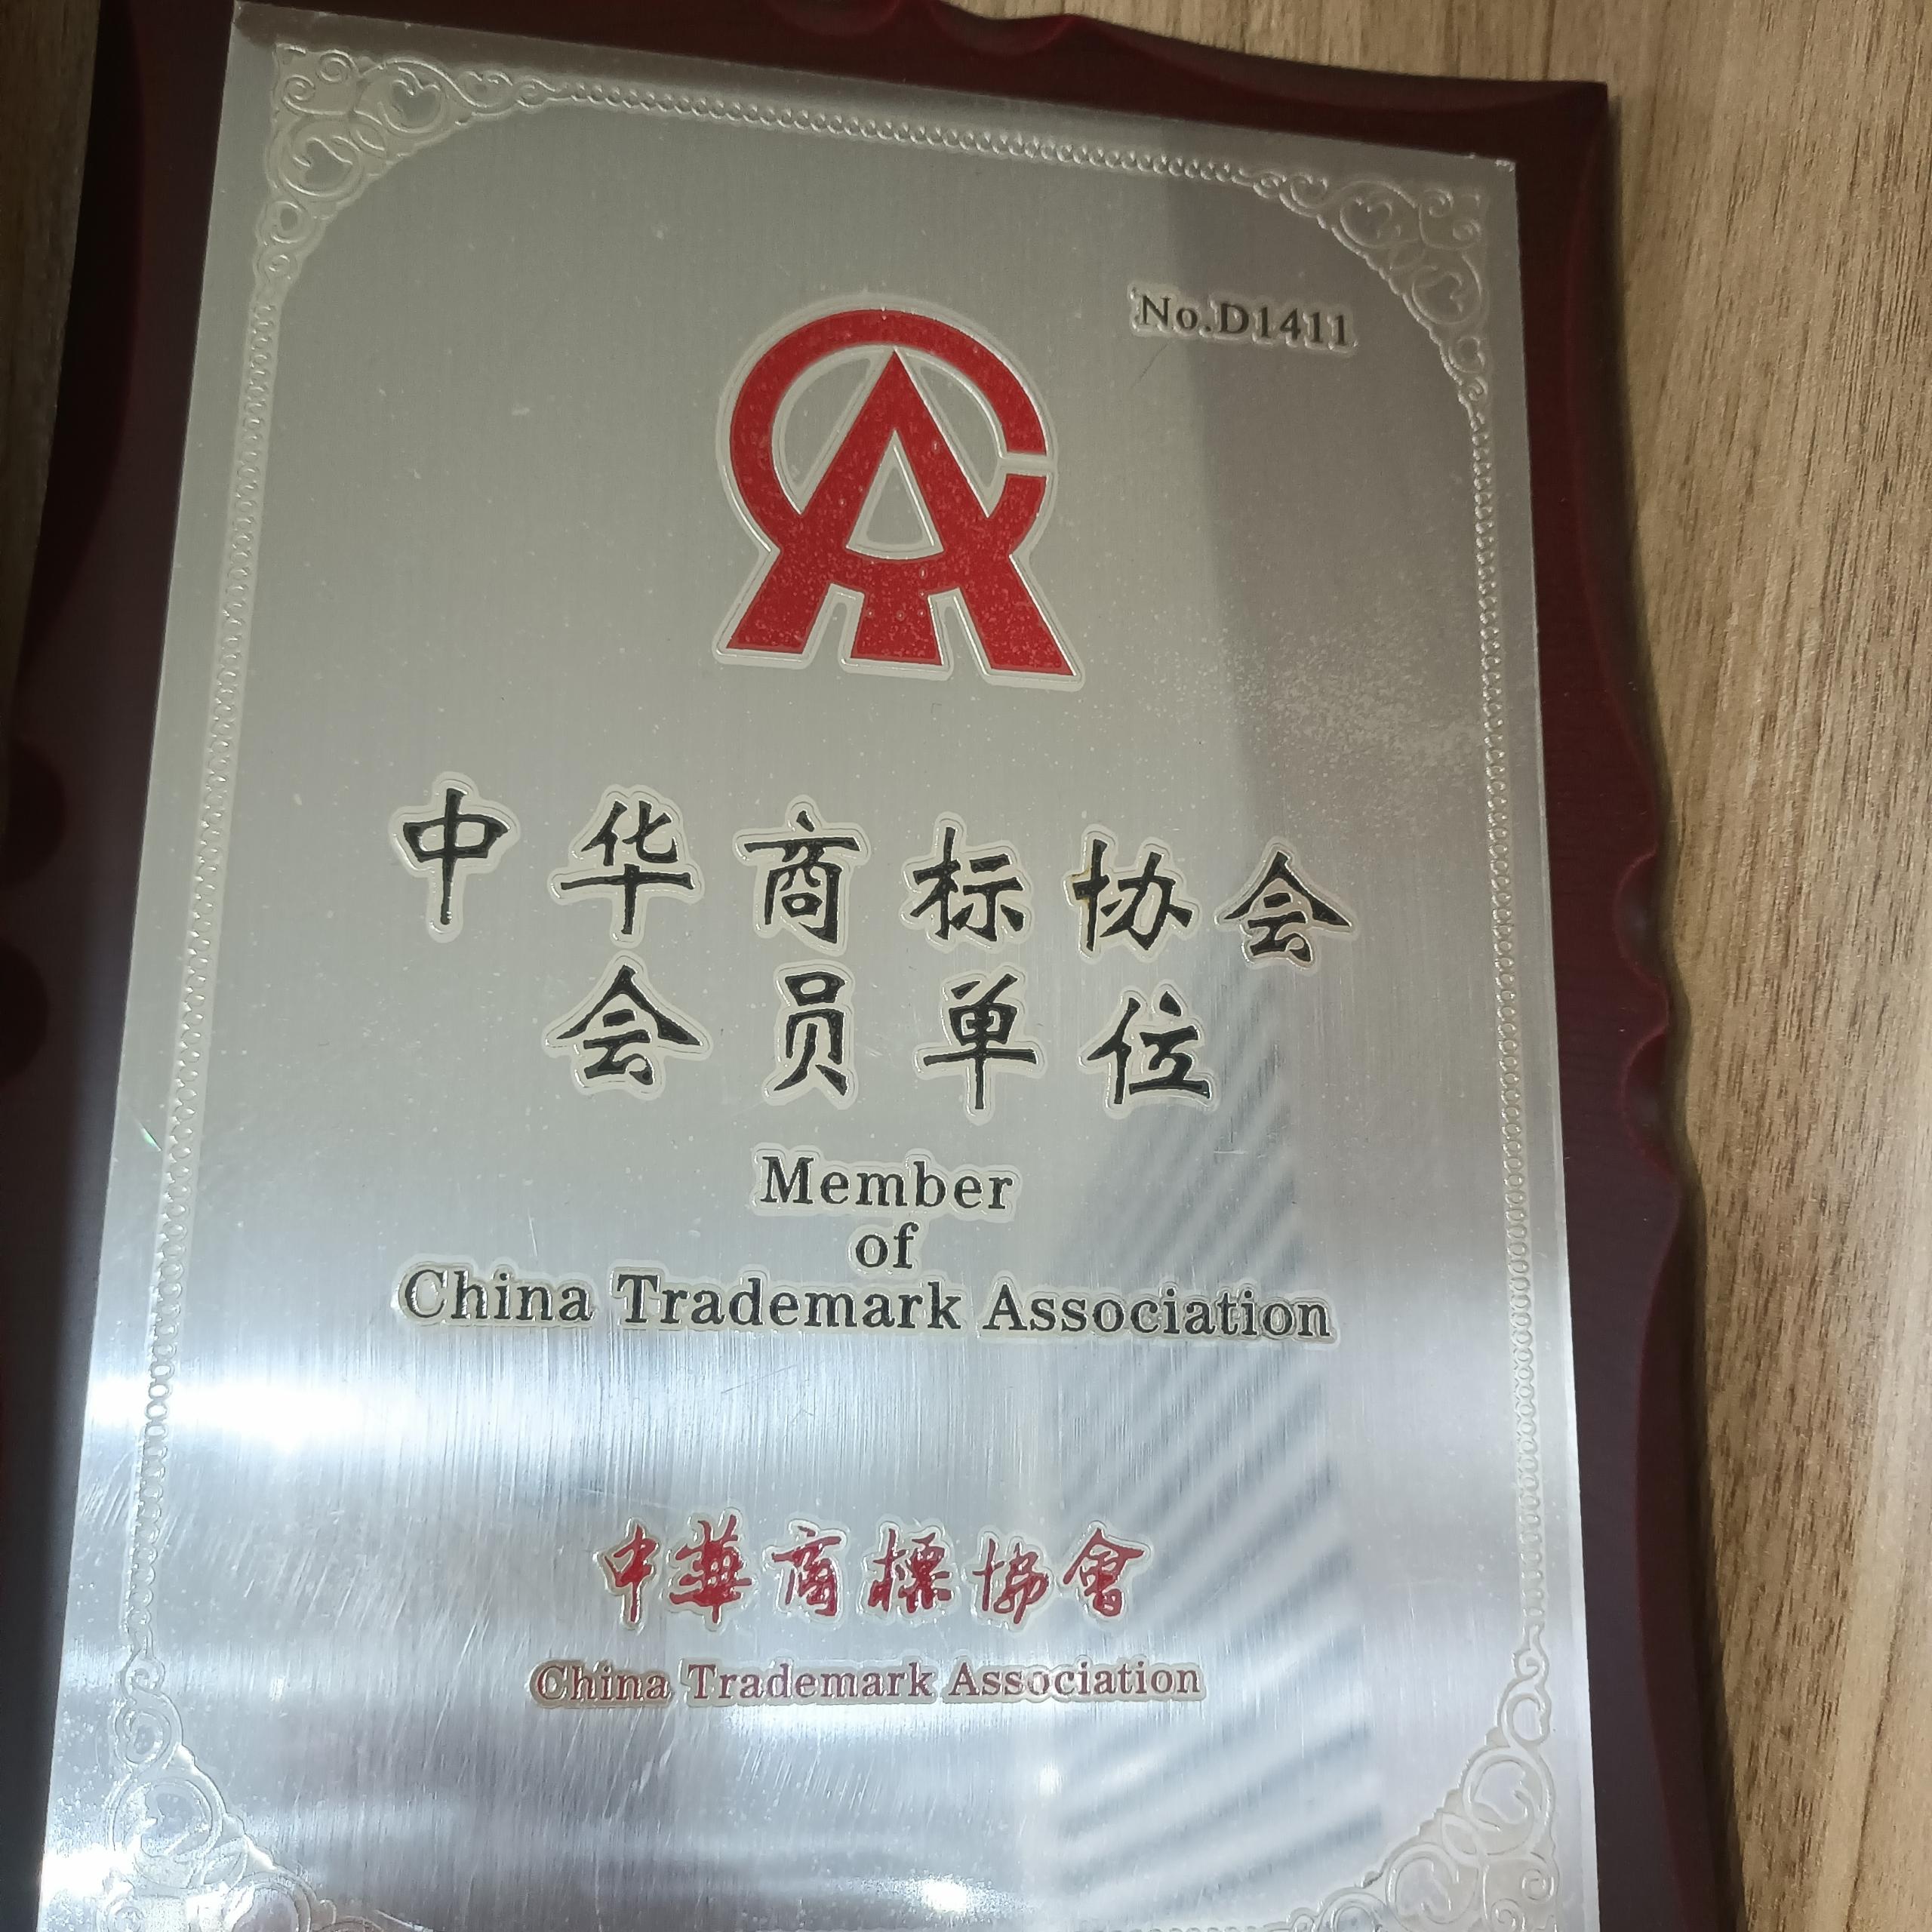 No.D1411
中华商标协会
会员单位
Member
of
China Trademark Association
中華商標協會
China Trademark Association